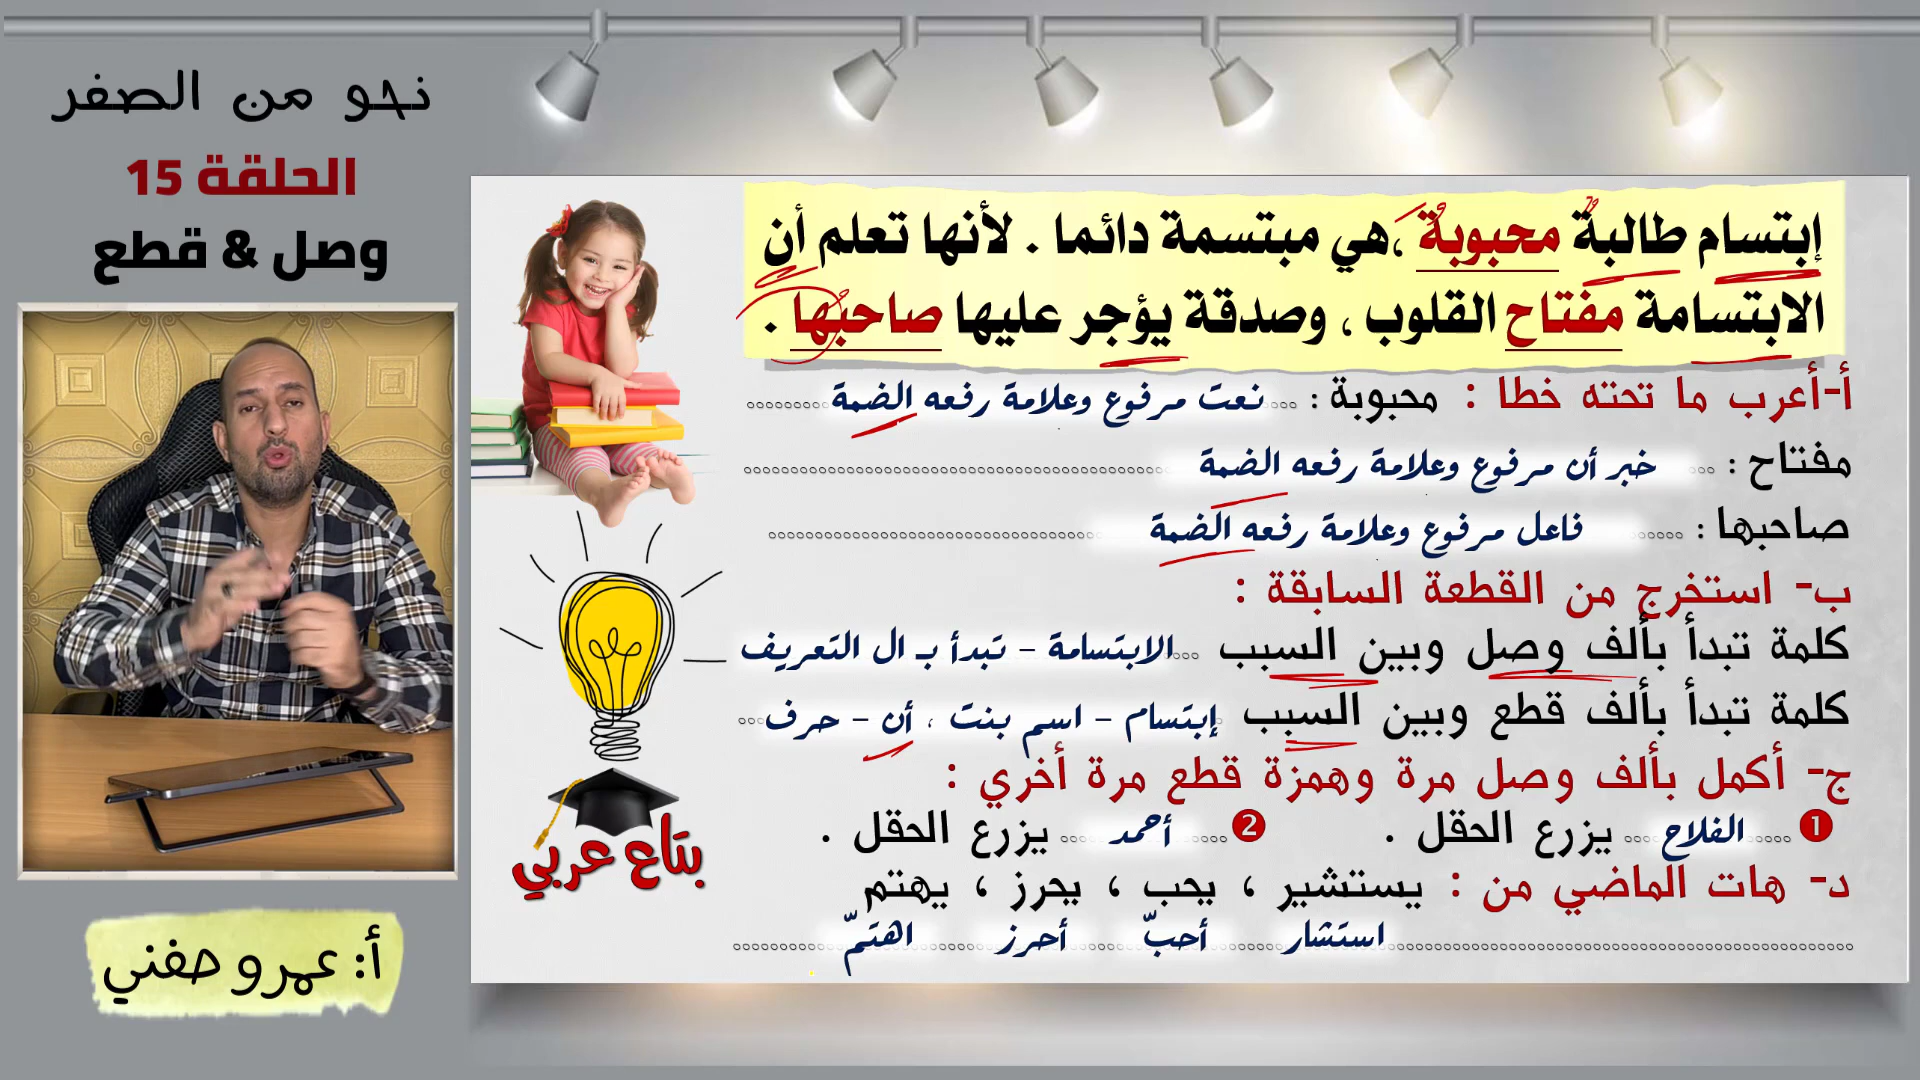 نحو من الصفر
الحلقة 15
وصل & قطع
إبتسام طالبةٌ محبوبةٌ ،هي مبتسمة دائما . لأنها تعلم أن
الابتسامة مفتاح القلوب ، وصدقة يؤجر عليها صاحبُها .
أ-أعرب ما تحته خطا : محبوبة : نعت مرفوع وعلامة رفعه الضمة
مفتاح : خبر أن مرفوع وعلامة رفعه الضمة
صاحبها : فاعل مرفوع وعلامة رفعه الضمة
ب- استخرج من القطعة السابقة :
كلمة تبدأ بألف وصل وبين السبب الابتسامة - تبدأ بـ ال التعريف
كلمة تبدأ بألف قطع وبين السبب إبتسام - اسم بنت ، أن - حرف
ج- أكمل بألف وصل مرة وهمزة قطع مرة أخري :
1 الفلاح يزرع الحقل . 2 أحمد يزرع الحقل .
د- هات الماضي من : يستشير ، يحب ، يحرز ، يهتم
استشار أحبّ أحرز اهتمّ
بتاع عربي
أ: عمرو حفني